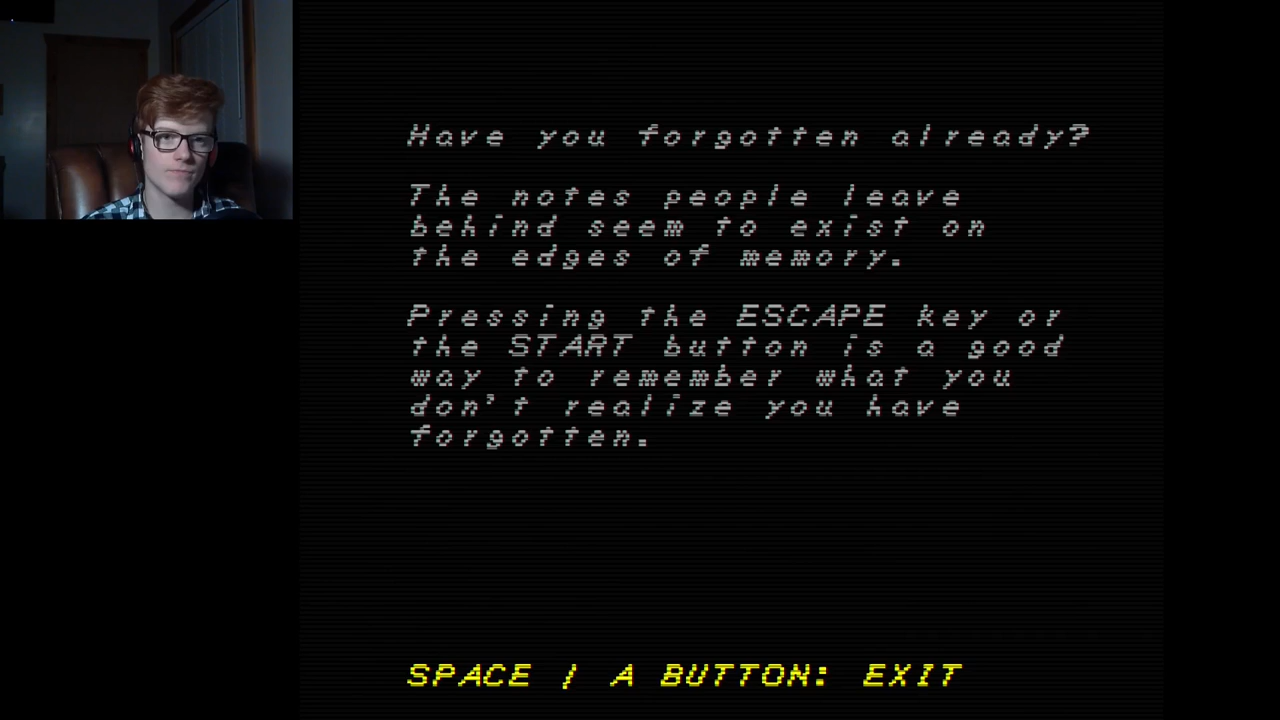 Have you forgotten already?
The notes people leave
behind seem to exist on
the edges of memory.
Pressing the ESCAPE key or
the START button is a good
way to remember what you
don't realize you have
forgotten.
SPACE / A BUTTON: EXIT